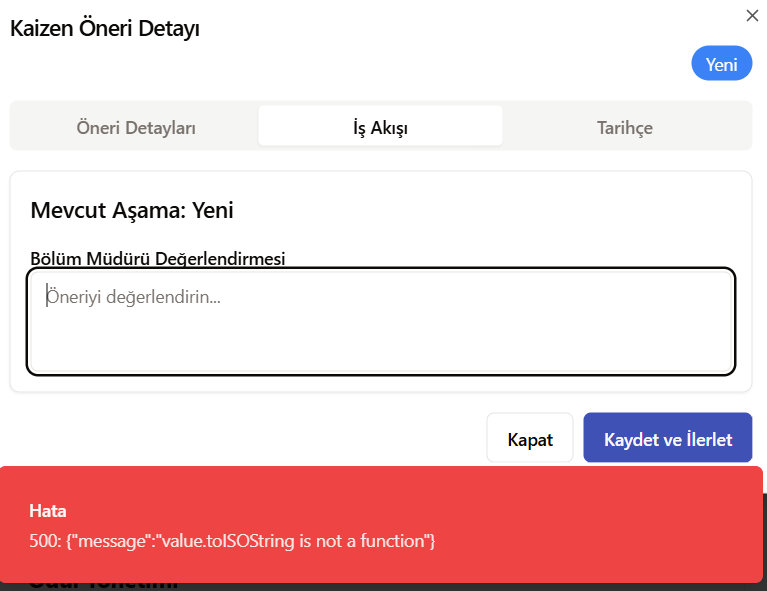 Kaizen Öneri Detayı
Yeni
Öneri Detayları
İş Akışı
Tarihçe
Mevcut Aşama: Yeni
Bölüm Müdürü Değerlendirmesi
Öneriyi değerlendirin...
Kapat
Kaydet ve İlerlet
Hata
500: {"message":"value.toISOString is not a function"}